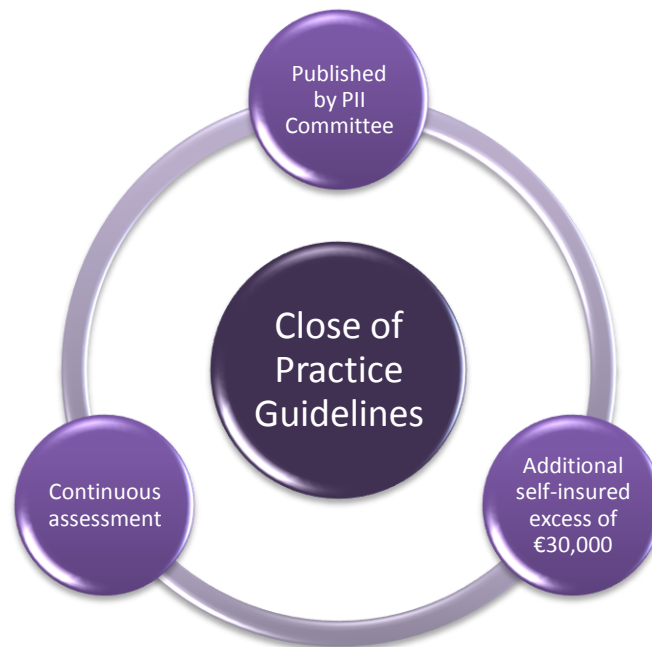 Published
by PII
Committee
Close of
Practice
Guidelines
Continuous
assessment
Additional
self-insured
excess of
€30,000